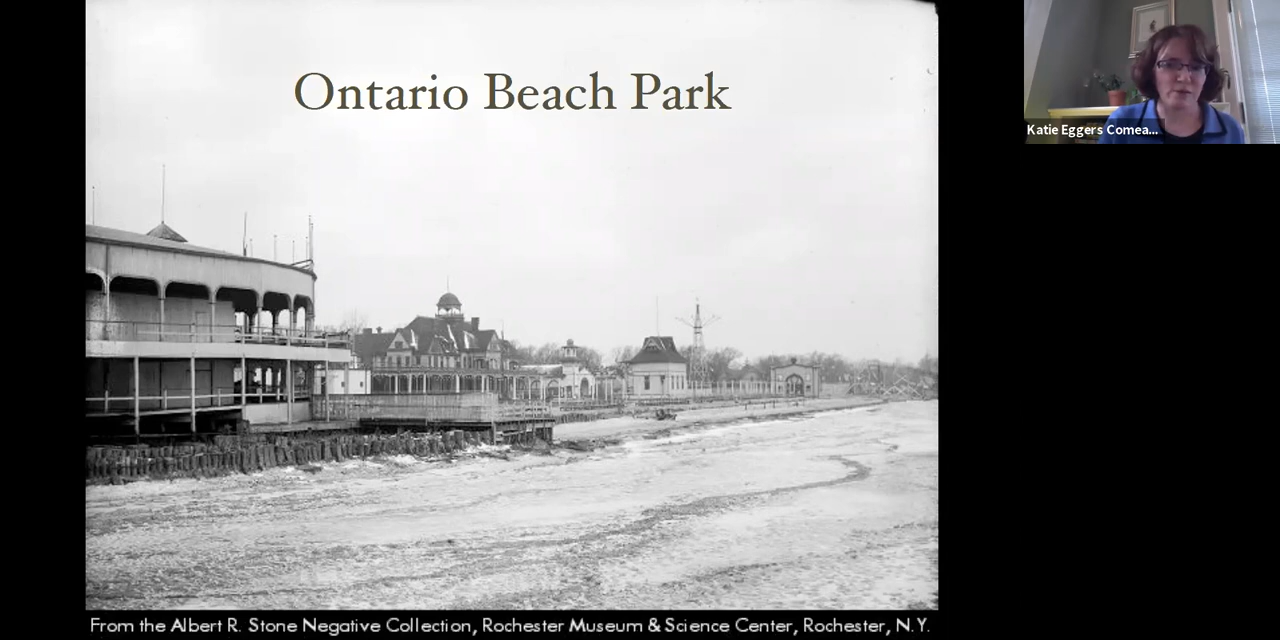 Ontario Beach Park
Katie Eggers Comea...
From the Albert R. Stone Negative Collection, Rochester Museum & Science Center, Rochester, N.Y.